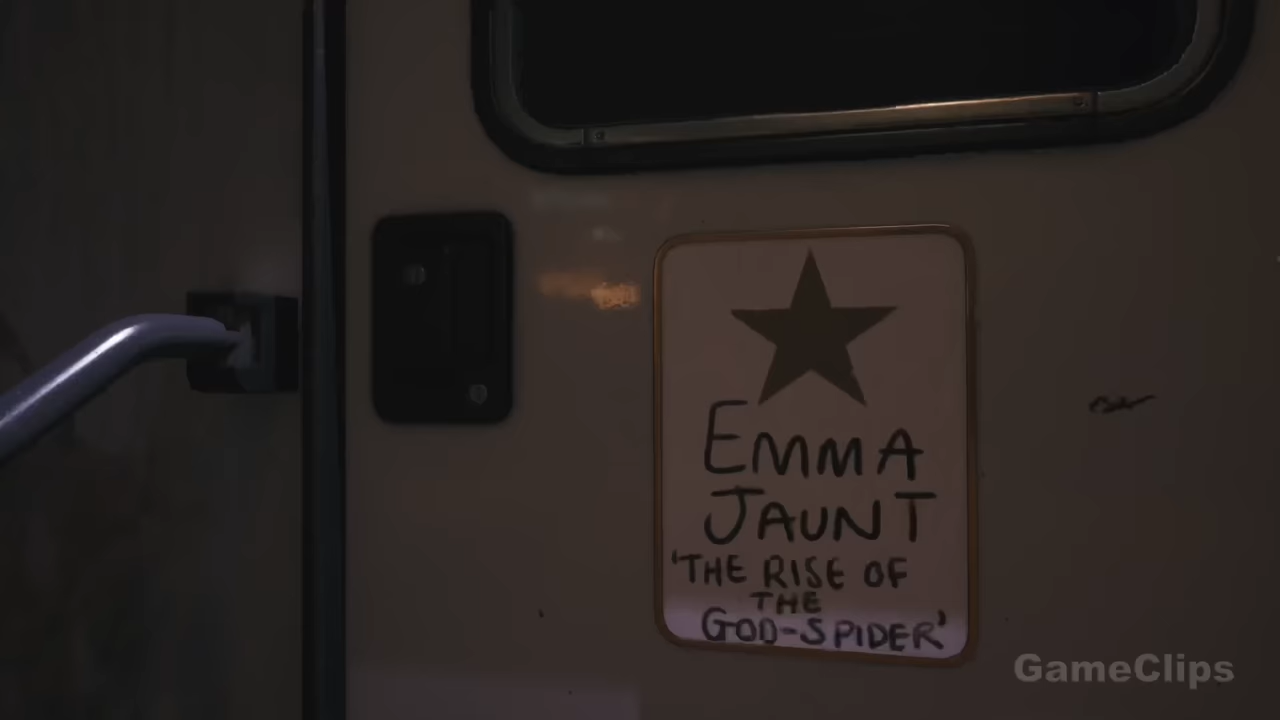 EMMA
JAUNT
'THE RISE OF
THE
GOD-SPIDER'
GameClips